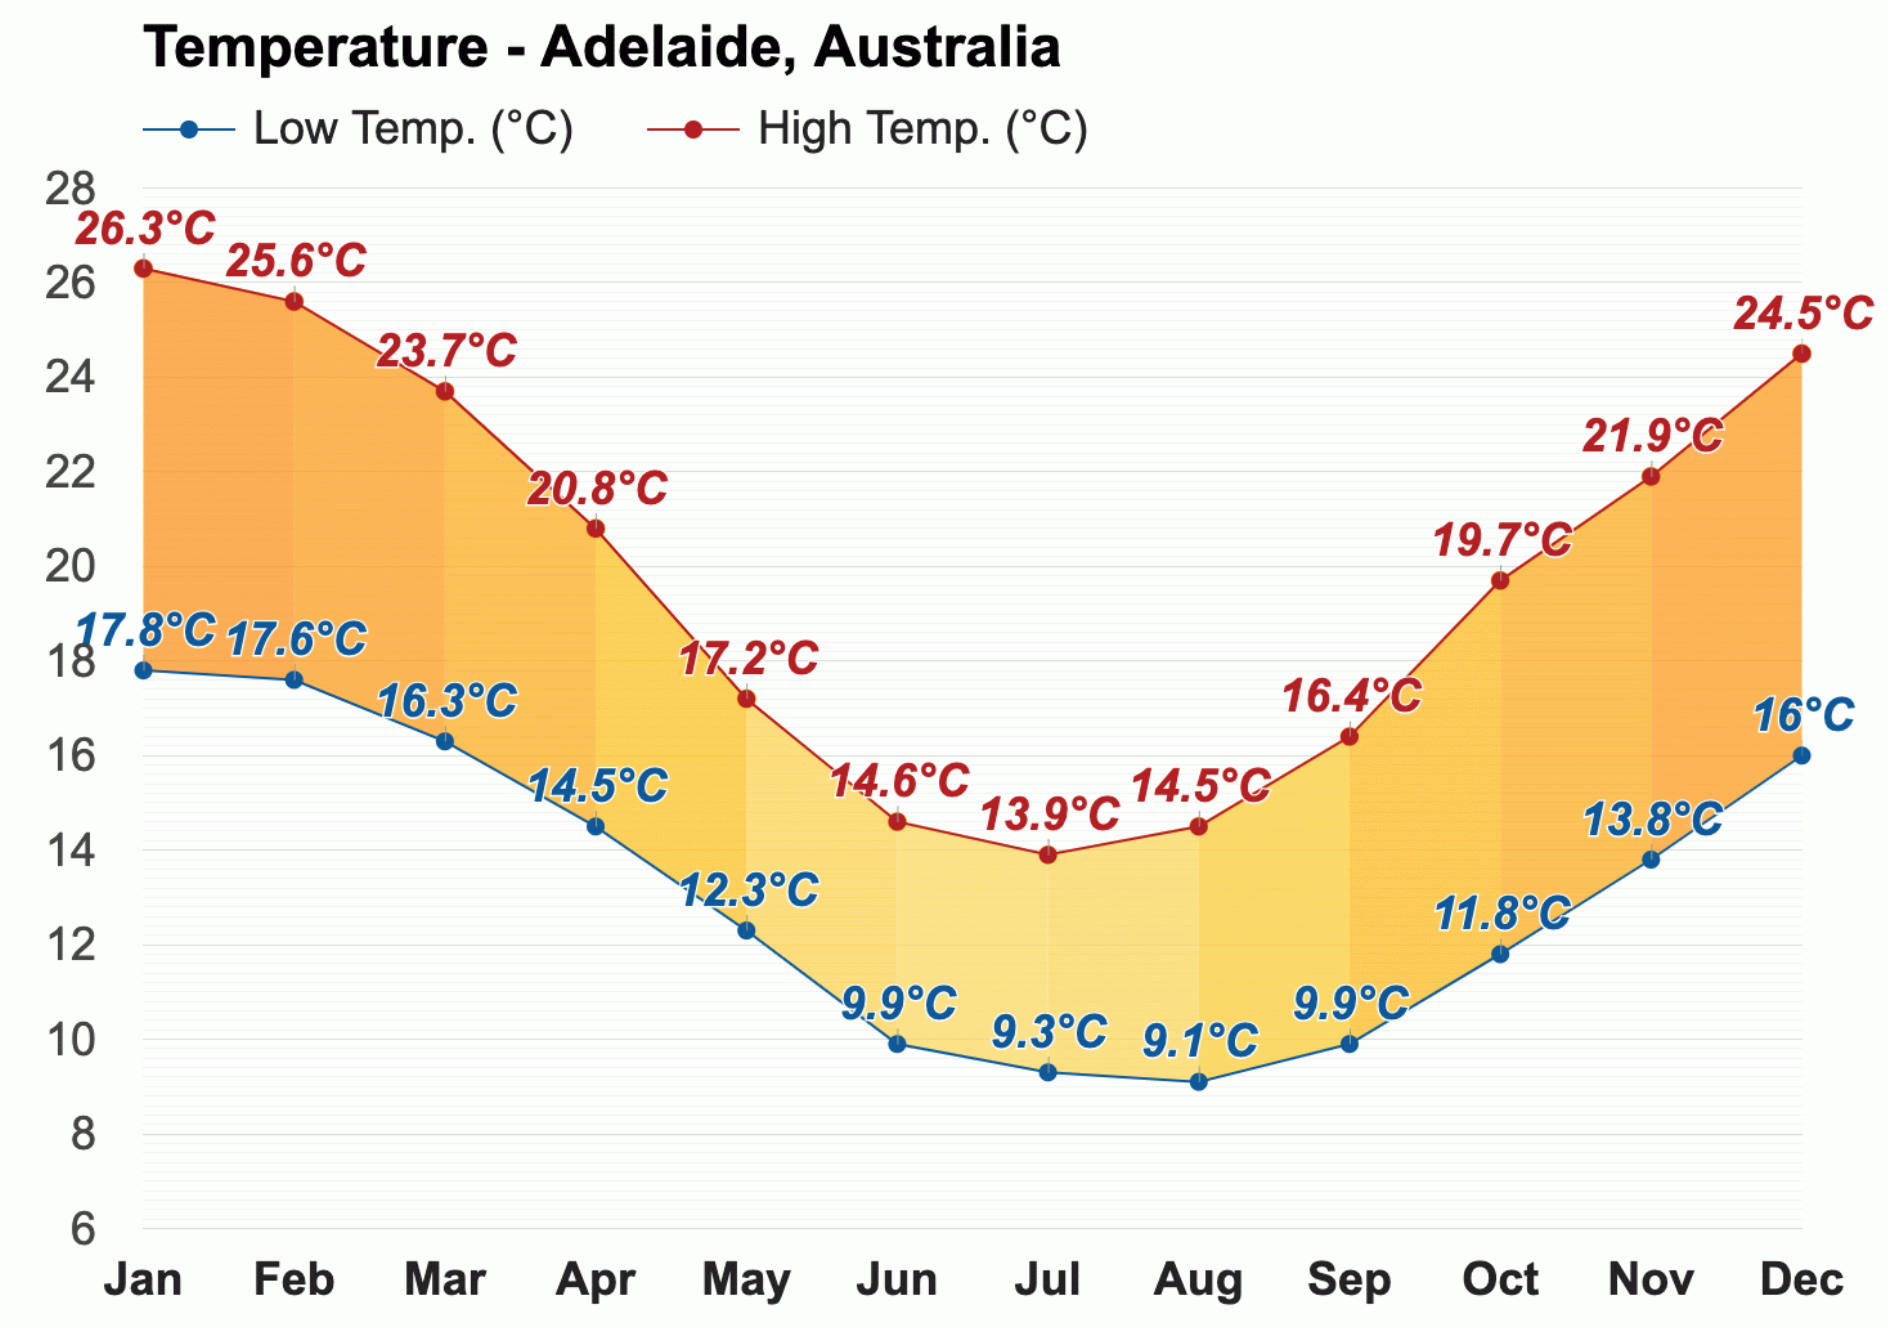 Temperature - Adelaide, Australia
Low Temp. (°C) High Temp. (°C)
28
26.3°C
25.6°C
26
24.5°C
23.7°C
24
21.9°C
22
20.8°C
19.7°C
20
17.8°C 17.6°C
18
17.2°C
16.4°C
16.3°C
16°C
16
14.6°C
14.5°C
14.5°C
13.9°C
13.8°C
14
12.3°C
11.8°C
12
9.9°C
9.9°C
9.3°C
9.1°C
10
8
6
Jan Feb Mar Apr May Jun Jul Aug Sep Oct Nov Dec